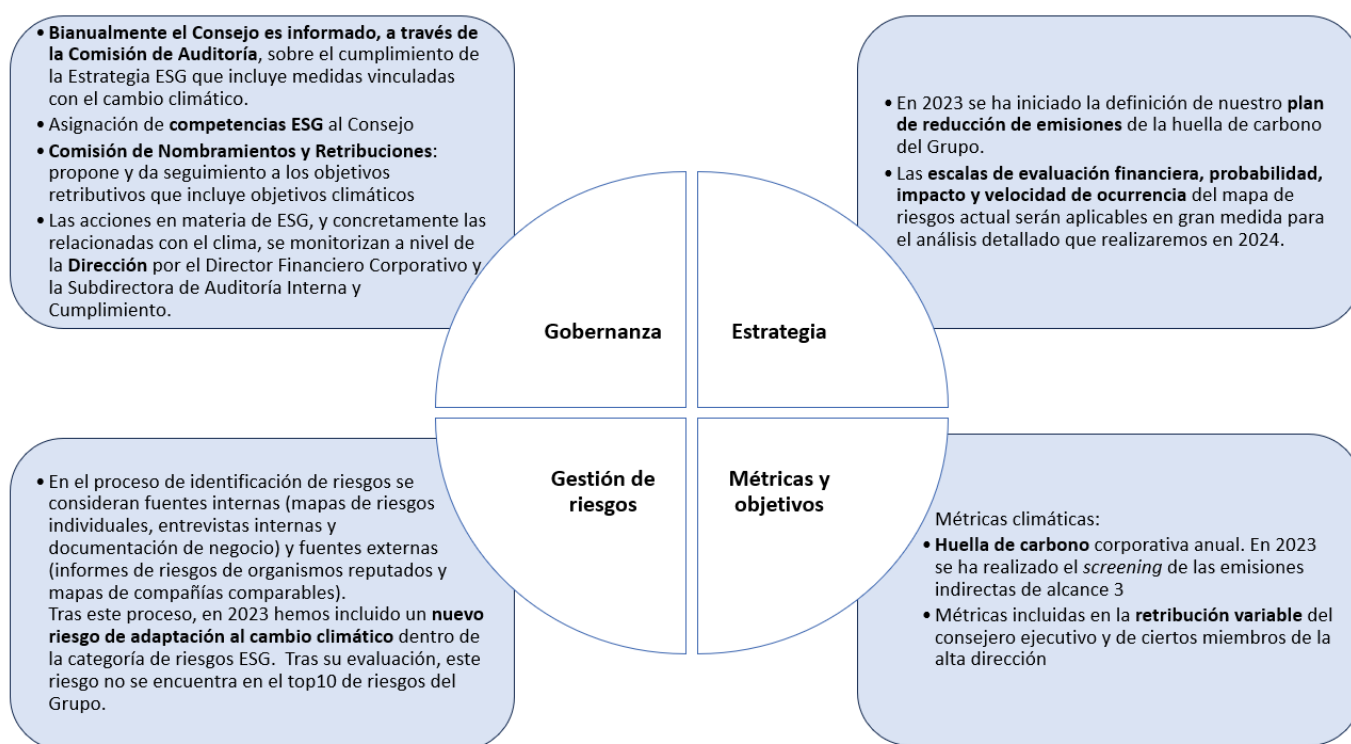 • Bianualmente el Consejo es informado, a través de
la Comisión de Auditoría, sobre el cumplimiento de
la Estrategia ESG que incluye medidas vinculadas
con el cambio climático.
• Asignación de competencias ESG al Consejo
• Comisión de Nombramientos y Retribuciones:
propone y da seguimiento a los objetivos
retributivos que incluye objetivos climáticos
• Las acciones en materia de ESG, y concretamente las
relacionadas con el clima, se monitorizan a nivel de
la Dirección por el Director Financiero Corporativo y
la Subdirectora de Auditoría Interna y
Cumplimiento.
• En 2023 se ha iniciado la definición de nuestro plan
de reducción de emisiones de la huella de carbono
del Grupo.
• Las escalas de evaluación financiera, probabilidad,
impacto y velocidad de ocurrencia del mapa de
riesgos actual serán aplicables en gran medida para
el análisis detallado que realizaremos en 2024.
Gobernanza
Estrategia
Gestión de
riesgos
Métricas y
objetivos
• En el proceso de identificación de riesgos se
consideran fuentes internas (mapas de riesgos
individuales, entrevistas internas y
documentación de negocio) y fuentes externas
(informes de riesgos de organismos reputados y
mapas de compañías comparables).
Tras este proceso, en 2023 hemos incluido un nuevo
riesgo de adaptación al cambio climático dentro de
la categoría de riesgos ESG. Tras su evaluación, este
riesgo no se encuentra en el top10 de riesgos del
Grupo.
Métricas climáticas:
• Huella de carbono corporativa anual. En 2023
se ha realizado el screening de las emisiones
indirectas de alcance 3
• Métricas incluidas en la retribución variable del
consejero ejecutivo y de ciertos miembros de la
alta dirección